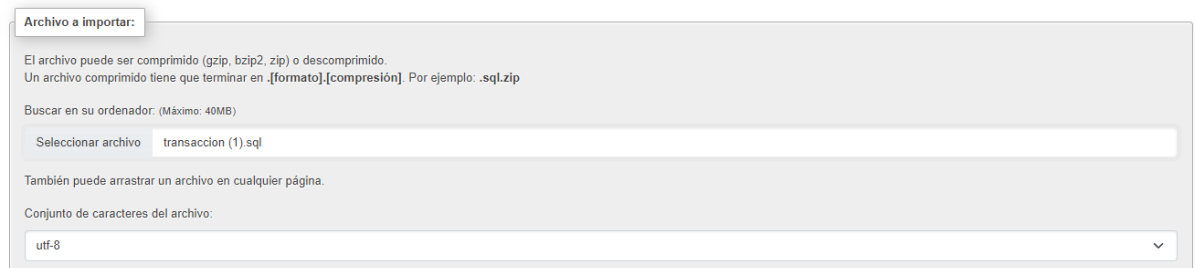 Archivo a importar:
El archivo puede ser comprimido (gzip, bzip2, zip) o descomprimido.
Un archivo comprimido tiene que terminar en .[formato].[compresión]. Por ejemplo: .sql.zip
Buscar en su ordenador: (Máximo: 40MB)
Seleccionar archivo transaccion (1).sql
También puede arrastrar un archivo en cualquier página.
Conjunto de caracteres del archivo:
utf-8